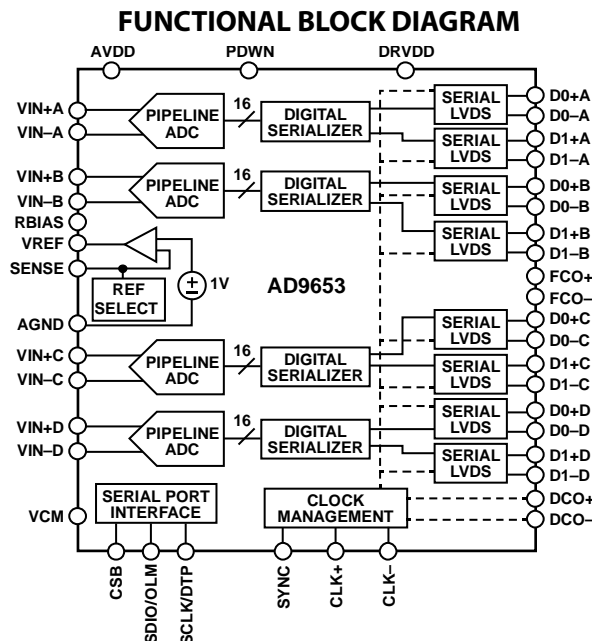 FUNCTIONAL BLOCK DIAGRAM
AVDD
PDWN
DRVDD
VIN+A
VIN–A
PIPELINE
ADC
16
DIGITAL
SERIALIZER
SERIAL
LVDS
SERIAL
LVDS
D0+A
D0–A
D1+A
D1–A
VIN+B
VIN–B
PIPELINE
ADC
16
DIGITAL
SERIALIZER
SERIAL
LVDS
SERIAL
LVDS
D0+B
D0–B
D1+B
D1–B
RBIAS
VREF
SENSE
REF
SELECT
±
1V
AGND
AD9653
FCO+
FCO–
VIN+C
VIN–C
PIPELINE
ADC
16
DIGITAL
SERIALIZER
SERIAL
LVDS
SERIAL
LVDS
D0+C
D0–C
D1+C
D1–C
VIN+D
VIN–D
PIPELINE
ADC
16
DIGITAL
SERIALIZER
SERIAL
LVDS
SERIAL
LVDS
D0+D
D0–D
D1+D
D1–D
VCM
SERIAL PORT
INTERFACE
CLOCK
MANAGEMENT
DCO+
DCO–
CSB
SDIO/OLM
SCLK/DTP
SYNC
CLK+
CLK–